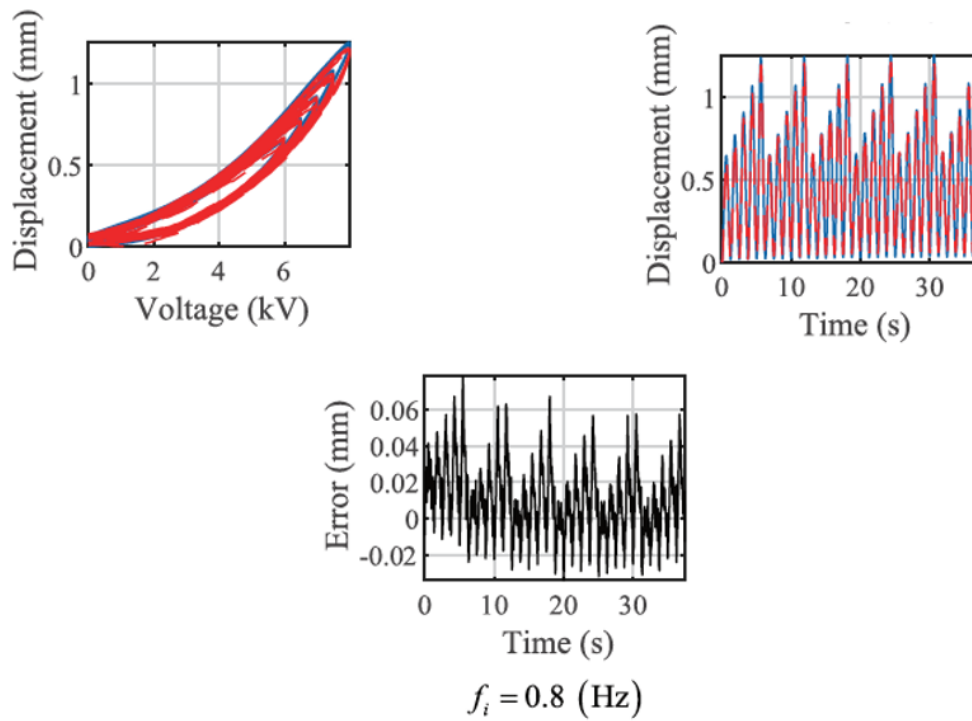 Displacement (mm)
1
0.5
0
0 2 4 6
Voltage (kV)
Displacement (mm)
1
0.5
0
0 10 20 30
Time (s)
Error (mm)
0.06
0.04
0.02
0
-0.02
0 10 20 30
Time (s)
f_i = 0.8 (Hz)